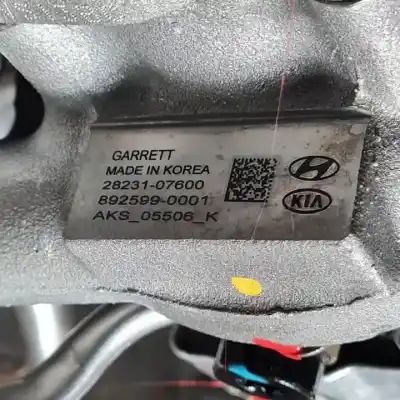 GARRETT
MADE IN KOREA
28231-07600
892599-0001
AKS_05506_K
KIA